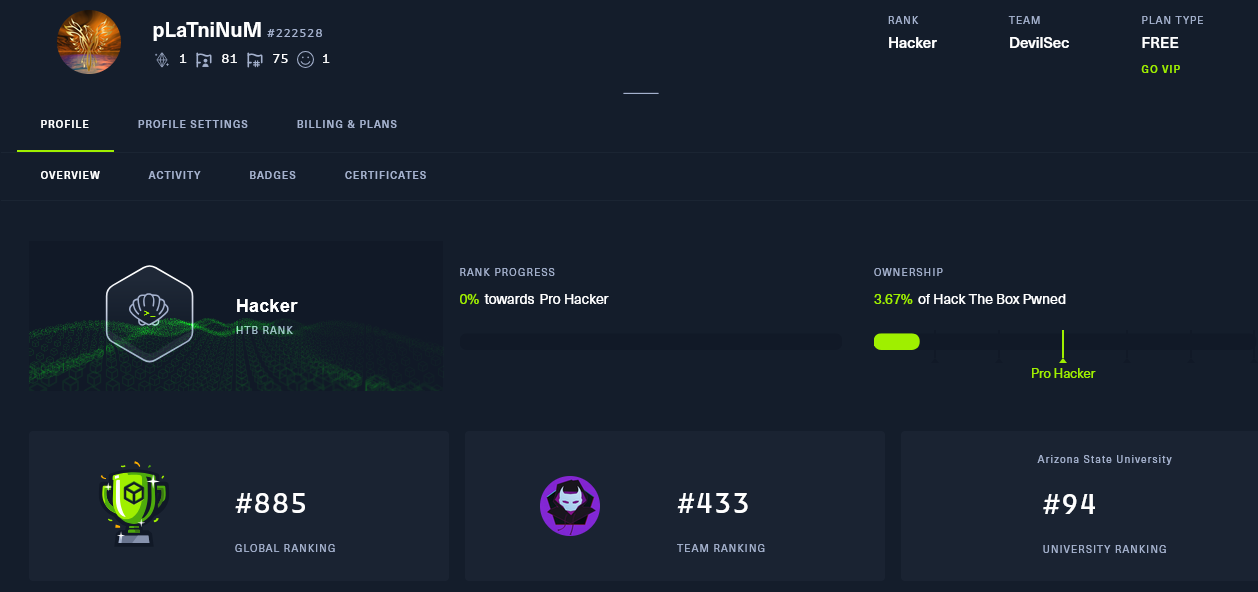 pLaTniNuM #222528
1 81 75 1
RANK
Hacker
TEAM
DevilSec
PLAN TYPE
FREE
GO VIP
PROFILE PROFILE SETTINGS BILLING & PLANS
OVERVIEW ACTIVITY BADGES CERTIFICATES
>_
Hacker
HTB RANK
RANK PROGRESS
0% towards Pro Hacker
OWNERSHIP
3.67% of Hack The Box Pwned
Pro Hacker
#885
GLOBAL RANKING
#433
TEAM RANKING
Arizona State University
#94
UNIVERSITY RANKING